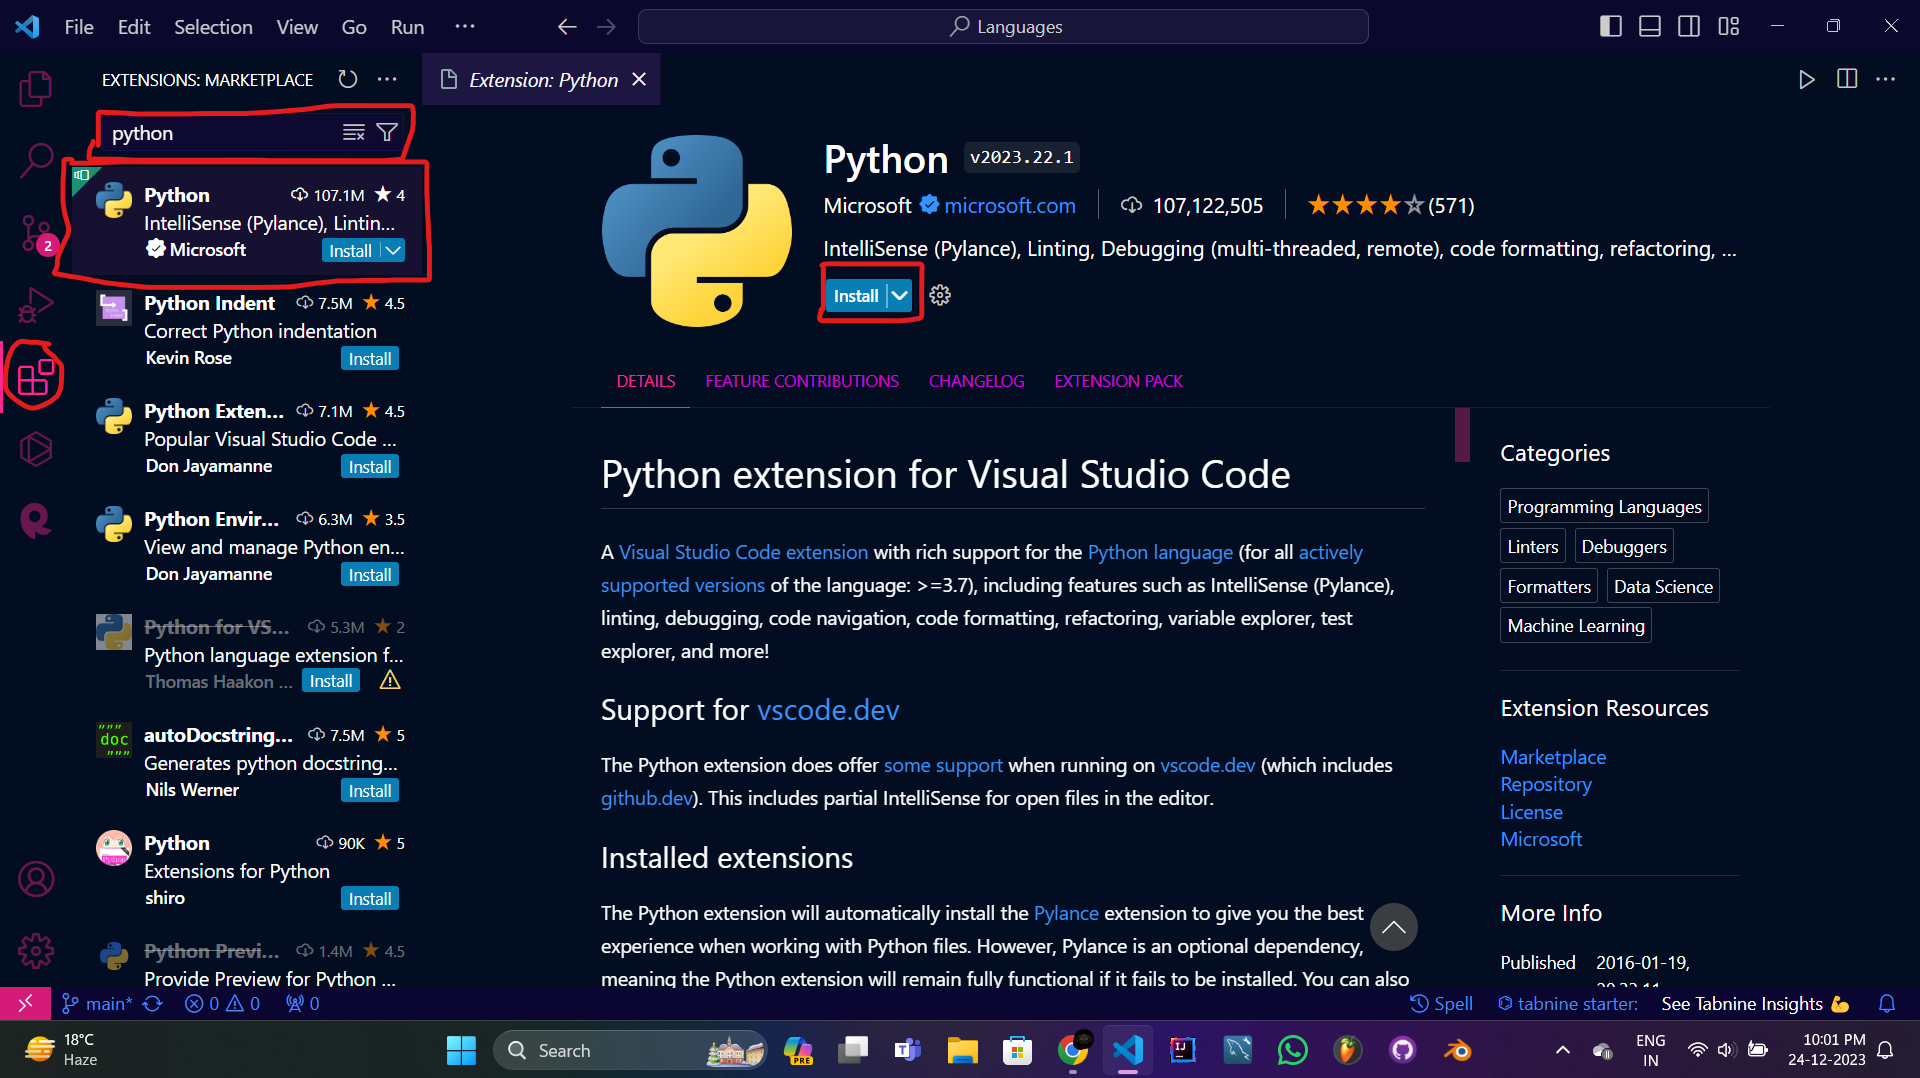 File Edit Selection View Go Run
Languages
EXTENSIONS: MARKETPLACE
Extension: Python
python
Python 107.1M 4
IntelliSense (Pylance), Lintin...
Microsoft Install
Python Indent 7.5M 4.5
Correct Python indentation
Kevin Rose Install
Python Exten... 7.1M 4.5
Popular Visual Studio Code ...
Don Jayamanne Install
Python Envir... 6.3M 3.5
View and manage Python en...
Don Jayamanne Install
Python for VS... 5.3M 2
Python language extension f...
Thomas Haakon ... Install
autoDocstring... 7.5M 5
Generates python docstring...
Nils Werner Install
Python 90K 5
Extensions for Python
shiro Install
Python Previ... 1.4M 4.5
Provide Preview for Python ...
2
Python v2023.22.1
Microsoft microsoft.com 107,122,505 (571)
IntelliSense (Pylance), Linting, Debugging (multi-threaded, remote), code formatting, refactoring, ...
Install
DETAILS FEATURE CONTRIBUTIONS CHANGELOG EXTENSION PACK
Python extension for Visual Studio Code
A Visual Studio Code extension with rich support for the Python language (for all actively
supported versions of the language: >=3.7), including features such as IntelliSense (Pylance),
linting, debugging, code navigation, code formatting, refactoring, variable explorer, test
explorer, and more!
Support for vscode.dev
The Python extension does offer some support when running on vscode.dev (which includes
github.dev). This includes partial IntelliSense for open files in the editor.
Installed extensions
The Python extension will automatically install the Pylance extension to give you the best
experience when working with Python files. However, Pylance is an optional dependency,
meaning the Python extension will remain fully functional if it fails to be installed. You can also
Categories
Programming Languages
Linters Debuggers
Formatters Data Science
Machine Learning
Extension Resources
Marketplace
Repository
License
Microsoft
More Info
Published 2016-01-19,
main* 0 0 0
Spell tabnine starter: See Tabnine Insights
18°C
Haze
doc
Search
PRE
ENG
IN
10:01 PM
24-12-2023